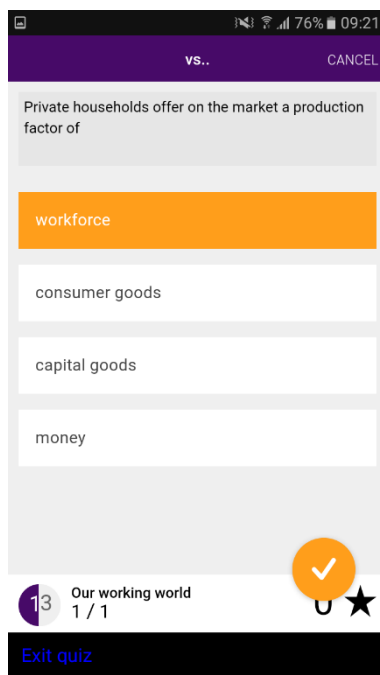 76% 09:21
vs..
CANCEL
Private households offer on the market a production
factor of
workforce
consumer goods
capital goods
money
13
Our working world
1 / 1
Exit quiz